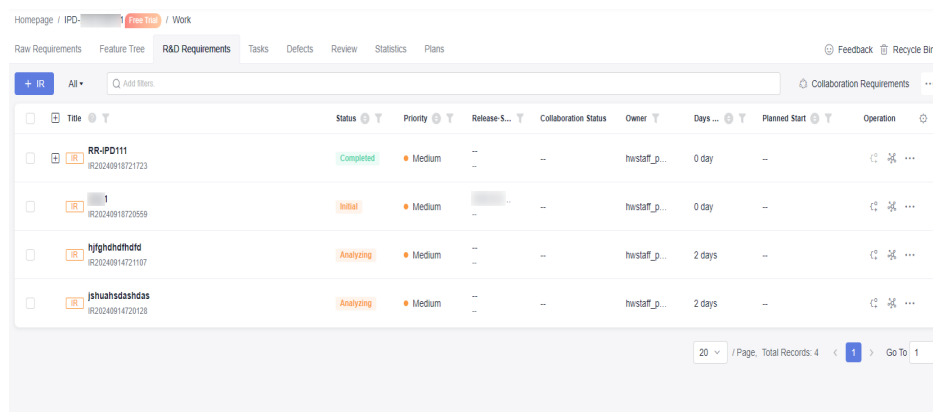 Homepage / IPD- 1 Free Trial / Work
Raw Requirements Feature Tree R&D Requirements Tasks Defects Review Statistics Plans Feedback Recycle Bin
+ IR All Add filters. Collaboration Requirements ...
Title Status Priority Release-S... Collaboration Status Owner Days ... Planned Start Operation
IR RR-IPD111 Completed Medium -- -- hwstaff_p... 0 day -- ...
IR20240918721723 --
IR 1 Initial Medium .. -- hwstaff_p... 0 day -- ...
IR20240918720559 --
IR hjfghdhdfhdfd Analyzing Medium -- -- hwstaff_p... 2 days -- ...
IR20240914721107 --
IR jshuahsdashdas Analyzing Medium -- -- hwstaff_p... 2 days -- ...
IR20240914720128 --
20 / Page, Total Records: 4 < 1 > Go To 1